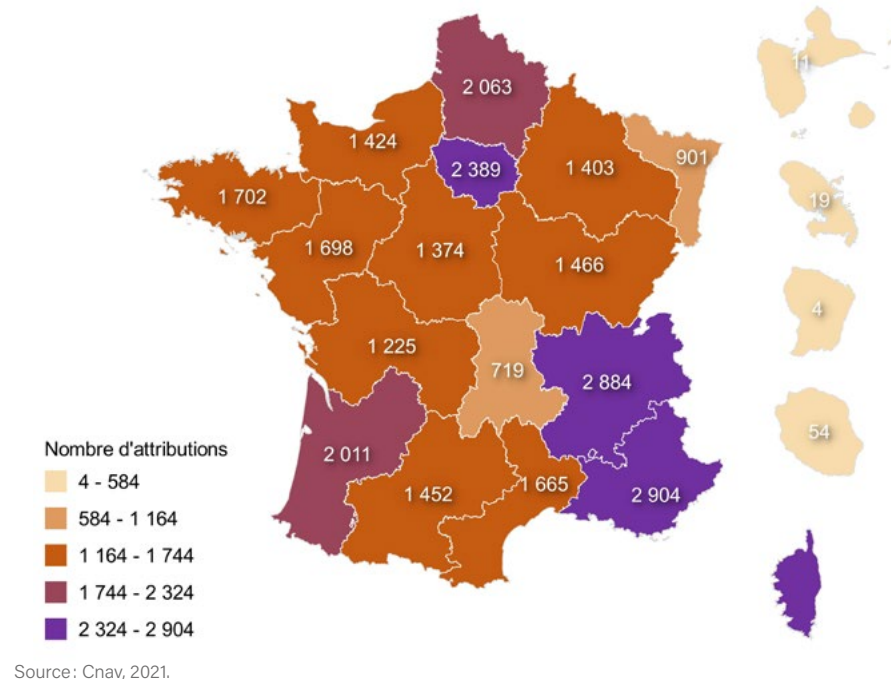 11
2 063
1 424
2 389
1 403
901
1 702
19
1 698
1 374
1 466
4
1 225
719
2 884
54
2 011
1 452
1 665
2 904
Nombre d'attributions
4 - 584
584 - 1 164
1 164 - 1 744
1 744 - 2 324
2 324 - 2 904
Source : Cnav, 2021.